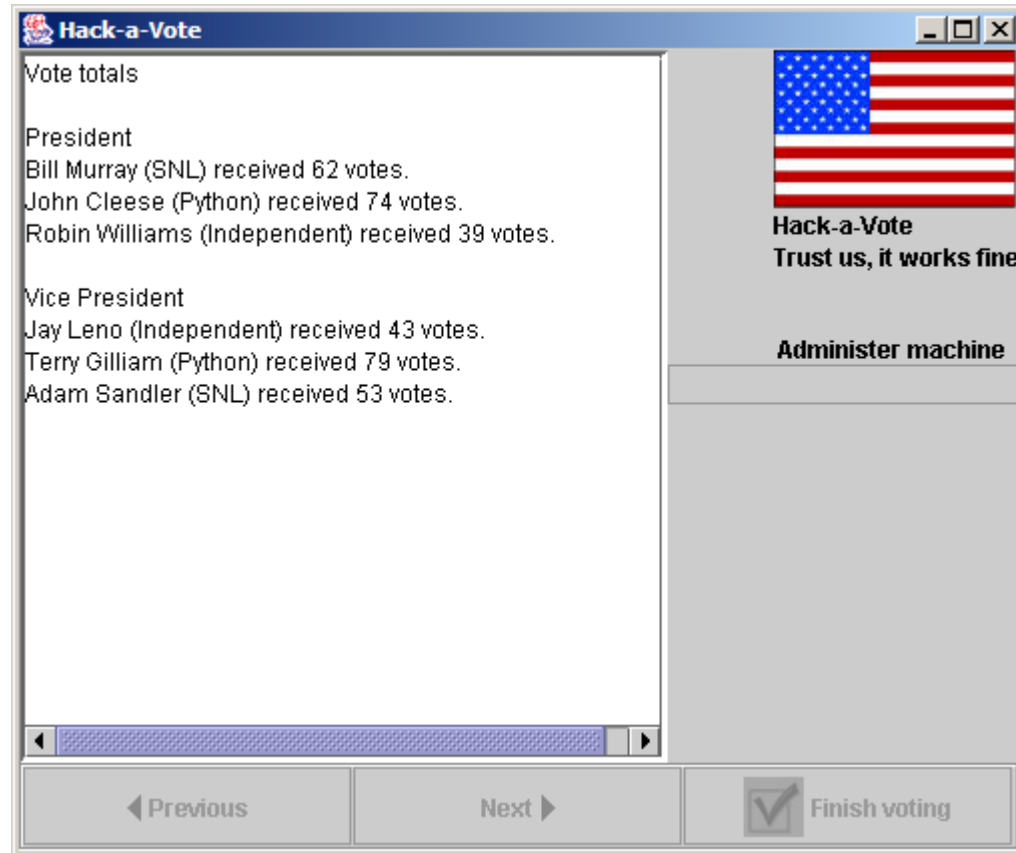 Hack-a-Vote
Vote totals
President
Bill Murray (SNL) received 62 votes.
John Cleese (Python) received 74 votes.
Robin Williams (Independent) received 39 votes.
Vice President
Jay Leno (Independent) received 43 votes.
Terry Gilliam (Python) received 79 votes.
Adam Sandler (SNL) received 53 votes.
Hack-a-Vote
Trust us, it works fine
Administer machine
Previous
Next
Finish voting